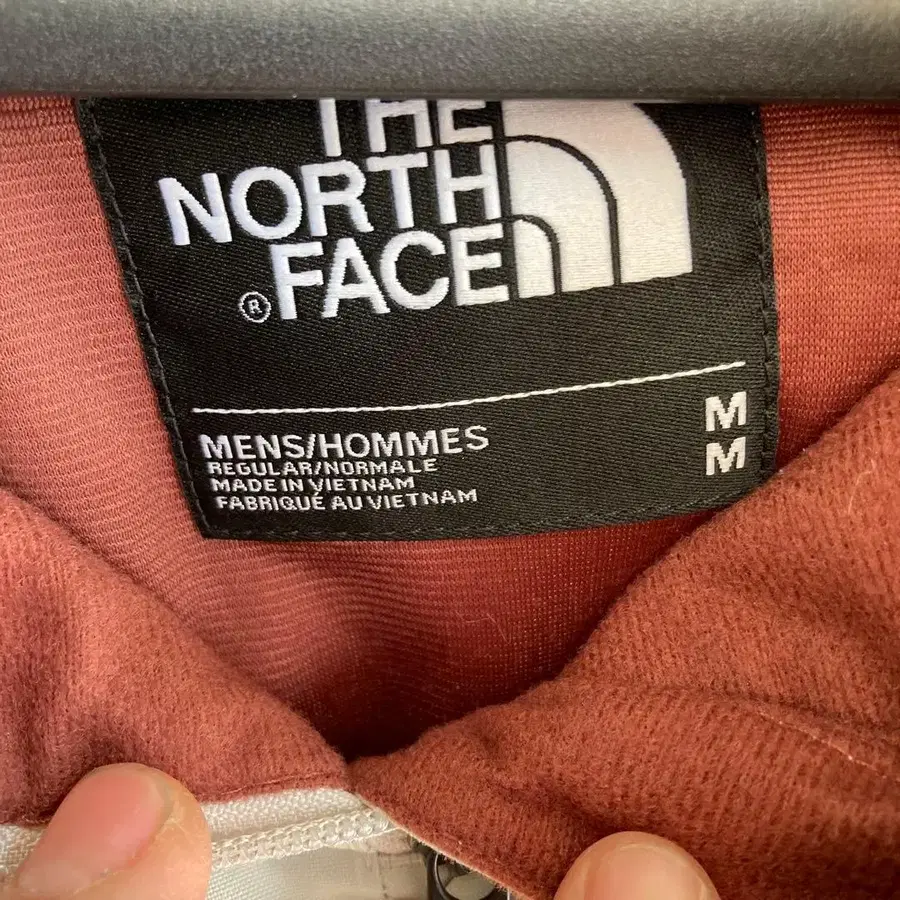 THE
NORTH
FACE
®
MENS/HOMMES
REGULAR/NORMALE
MADE IN VIETNAM
FABRIQUÉ AU VIETNAM
M
M